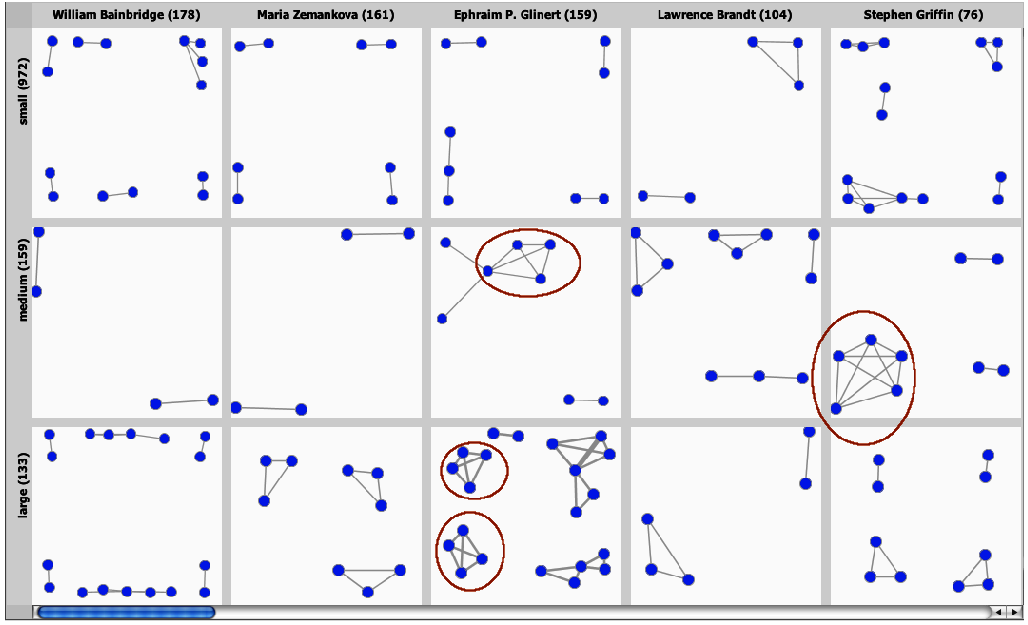 William Bainbridge (178) Maria Zemankova (161) Ephraim P. Glinert (159) Lawrence Brandt (104) Stephen Griffin (76)
small (972)
medium (159)
large (133)